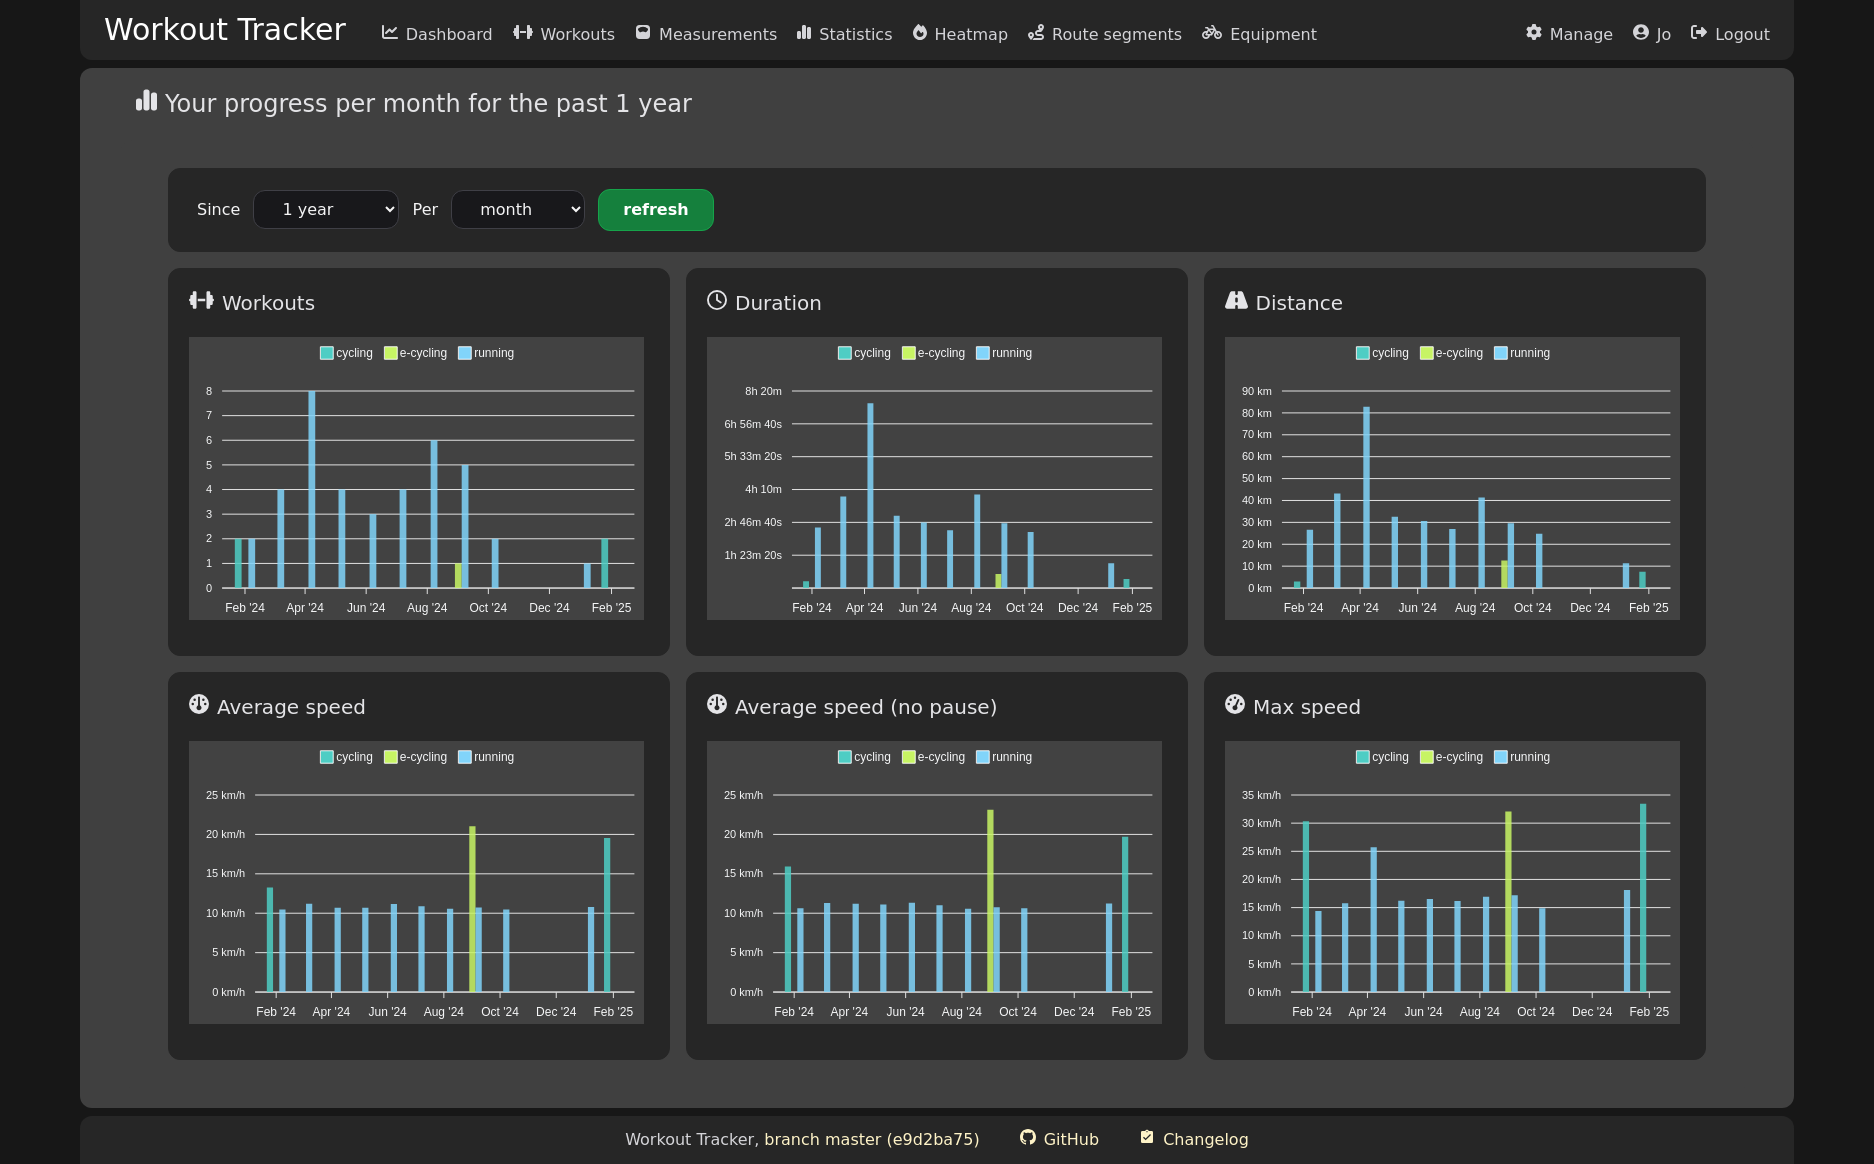 Workout Tracker Dashboard Workouts Measurements Statistics Heatmap Route segments Equipment Manage Jo Logout
Your progress per month for the past 1 year
Since 1 year Per month refresh
Workouts
cycling e-cycling running
8
7
6
5
4
3
2
1
0
Feb '24 Apr '24 Jun '24 Aug '24 Oct '24 Dec '24 Feb '25
Duration
cycling e-cycling running
8h 20m
6h 56m 40s
5h 33m 20s
4h 10m
2h 46m 40s
1h 23m 20s
Feb '24 Apr '24 Jun '24 Aug '24 Oct '24 Dec '24 Feb '25
Distance
cycling e-cycling running
90 km
80 km
70 km
60 km
50 km
40 km
30 km
20 km
10 km
0 km
Feb '24 Apr '24 Jun '24 Aug '24 Oct '24 Dec '24 Feb '25
Average speed
cycling e-cycling running
25 km/h
20 km/h
15 km/h
10 km/h
5 km/h
0 km/h
Feb '24 Apr '24 Jun '24 Aug '24 Oct '24 Dec '24 Feb '25
Average speed (no pause)
cycling e-cycling running
25 km/h
20 km/h
15 km/h
10 km/h
5 km/h
0 km/h
Feb '24 Apr '24 Jun '24 Aug '24 Oct '24 Dec '24 Feb '25
Max speed
cycling e-cycling running
35 km/h
30 km/h
25 km/h
20 km/h
15 km/h
10 km/h
5 km/h
0 km/h
Feb '24 Apr '24 Jun '24 Aug '24 Oct '24 Dec '24 Feb '25
Workout Tracker, branch master (e9d2ba75) GitHub Changelog